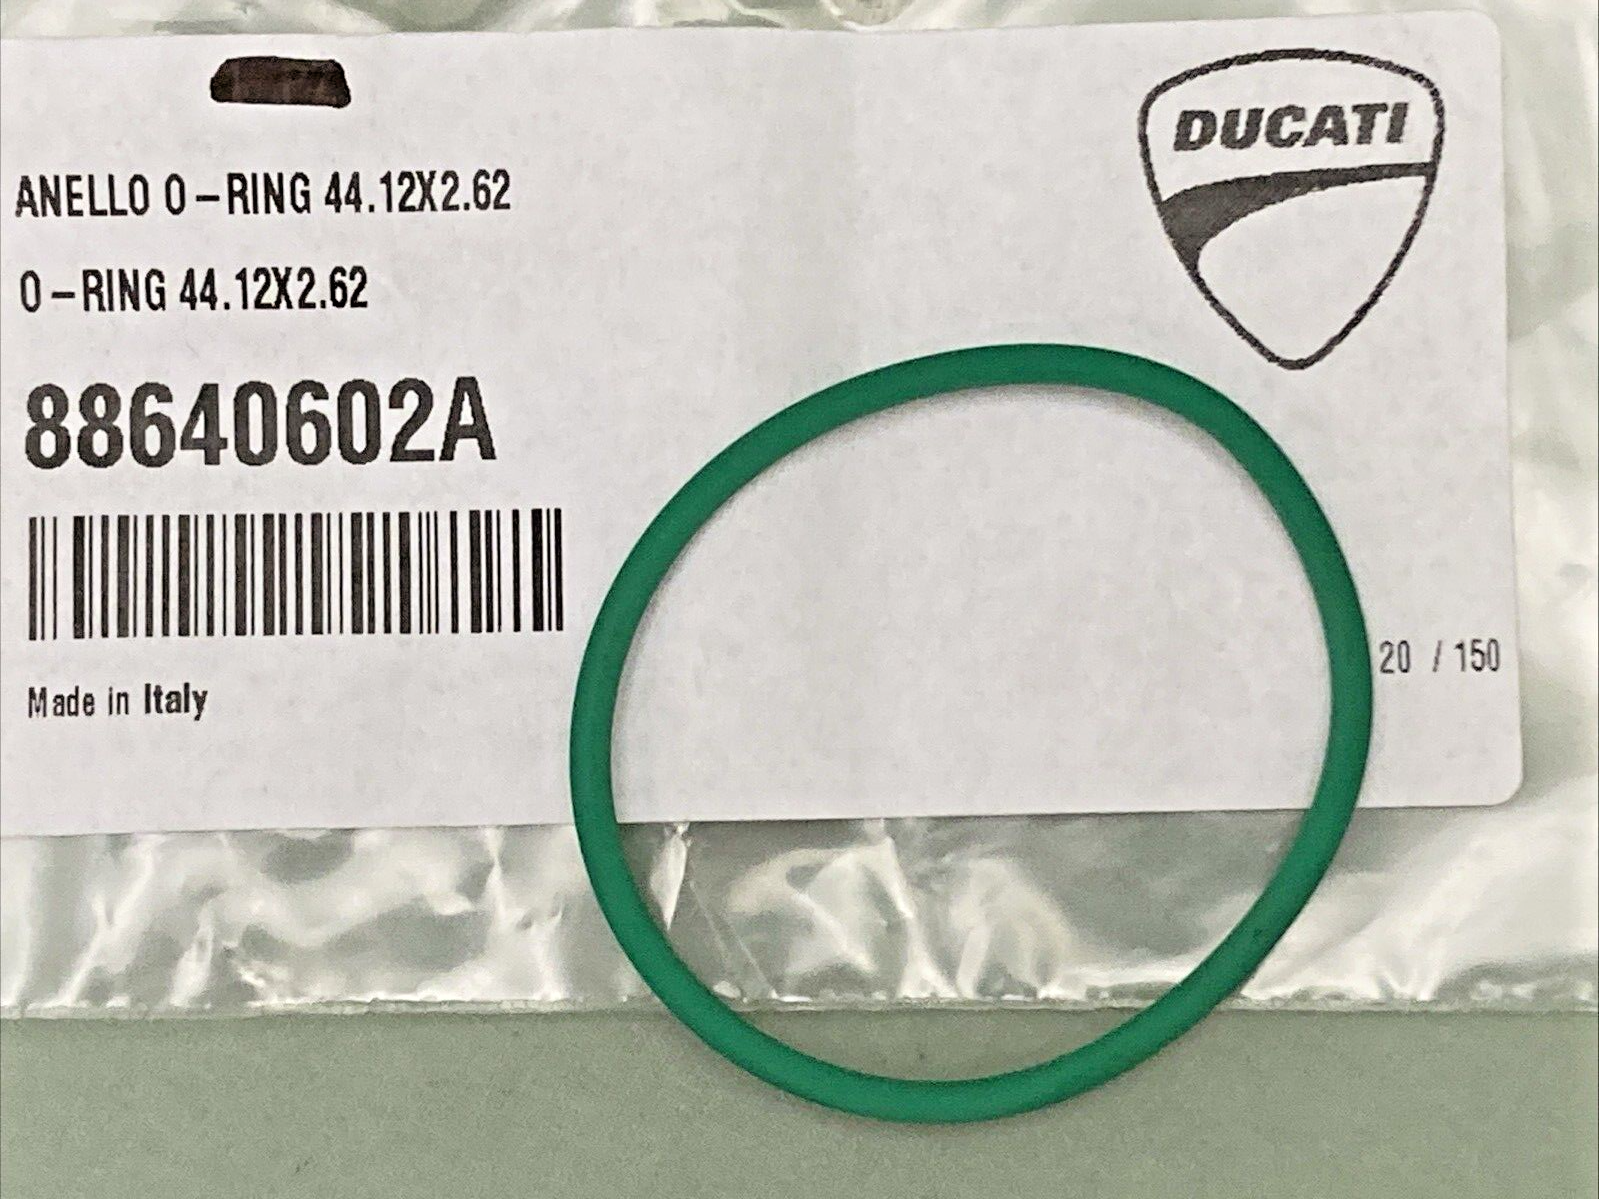 DUCATI
ANELLO O-RING 44.12X2.62
O-RING 44.12X2.62
88640602A
20 / 150
Made in Italy